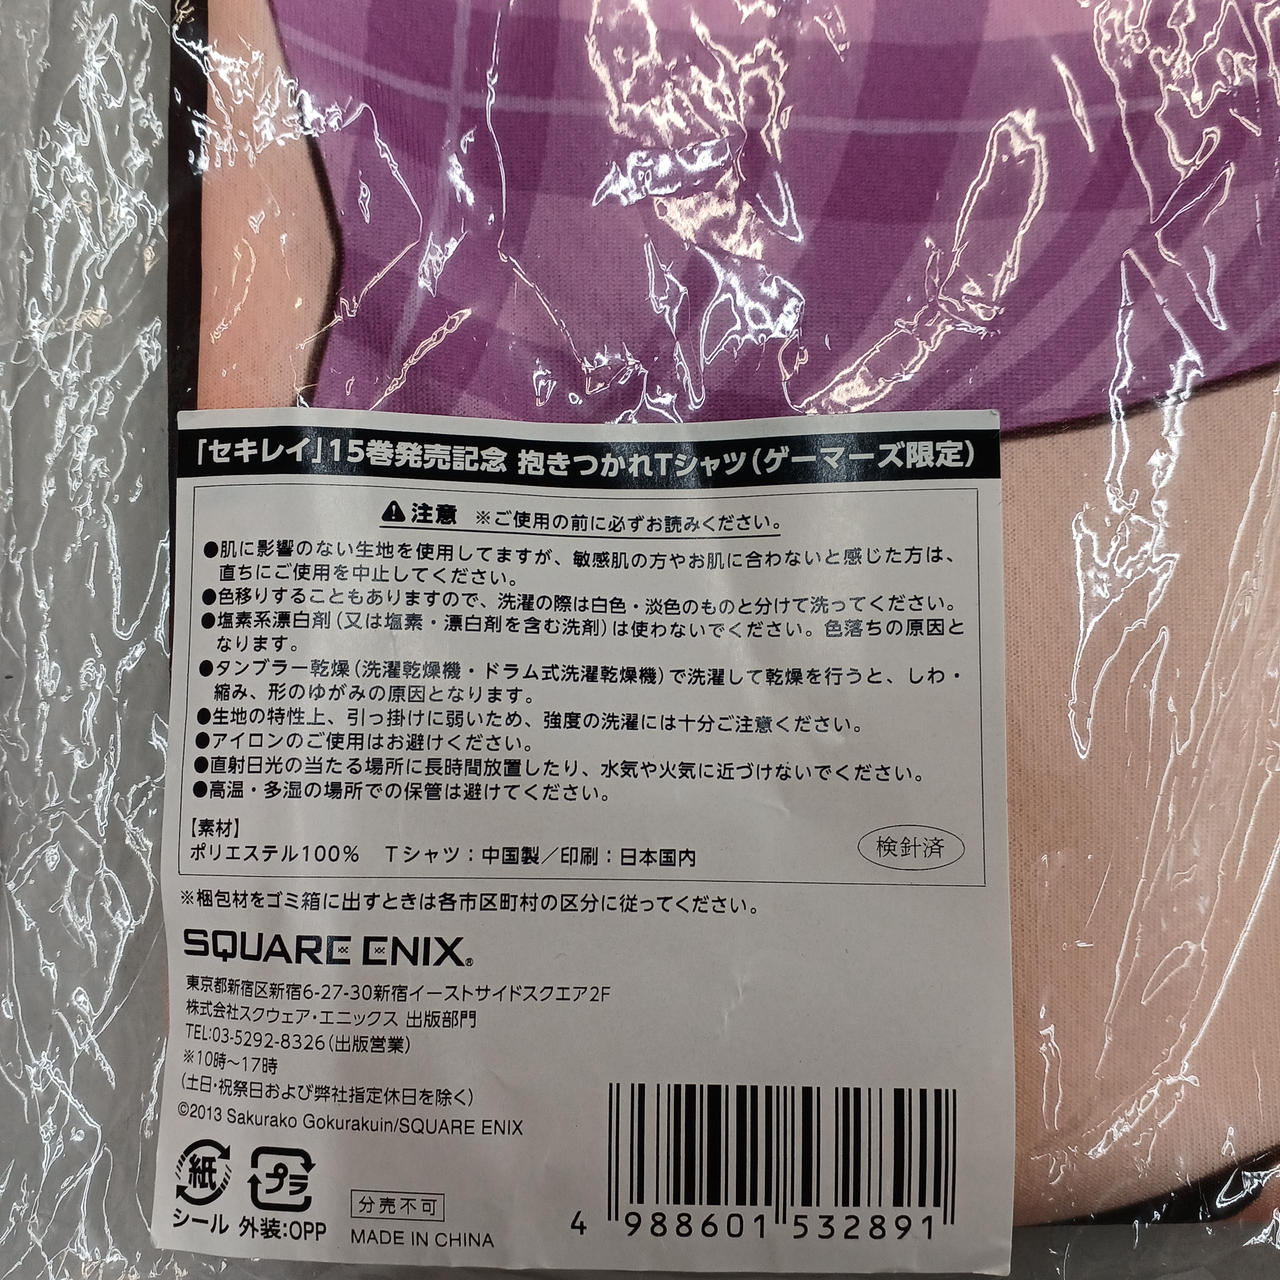 「セキレイ」15巻発売記念 抱きつかれTシャツ(ゲーマーズ限定)
注意 ※ご使用の前に必ずお読みください。
●肌に影響のない生地を使用してますが、敏感肌の方やお肌に合わないと感じた方は、
直ちにご使用を中止してください。
●色移りすることもありますので、洗濯の際は白色・淡色のものと分けて洗ってください。
●塩素系漂白剤(又は塩素・漂白剤を含む洗剤)は使わないでください。色落ちの原因と
なります。
●タンブラー乾燥(洗濯乾燥機・ドラム式洗濯乾燥機)で洗濯して乾燥を行うと、しわ・
縮み、形のゆがみの原因となります。
●生地の特性上、引っ掛けに弱いため、強度の洗濯には十分ご注意ください。
●アイロンのご使用はお避けください。
●直射日光の当たる場所に長時間放置したり、水気や火気に近づけないでください。
●高温・多湿の場所での保管は避けてください。
【素材】
ポリエステル100% Tシャツ:中国製/印刷:日本国内
検針済
※梱包材をゴミ箱に出すときは各市区町村の区分に従ってください。
SQUARE ENIX®
東京都新宿区新宿6-27-30新宿イーストサイドスクエア2F
株式会社スクウェア・エニックス 出版部門
TEL:03-5292-8326(出版営業)
※10時〜17時
(土日・祝祭日および弊社指定休日を除く)
©2013 Sakurako Gokurakuin/SQUARE ENIX
紙 プラ
シール 外装:OPP
分売不可
MADE IN CHINA
4 988601 532891